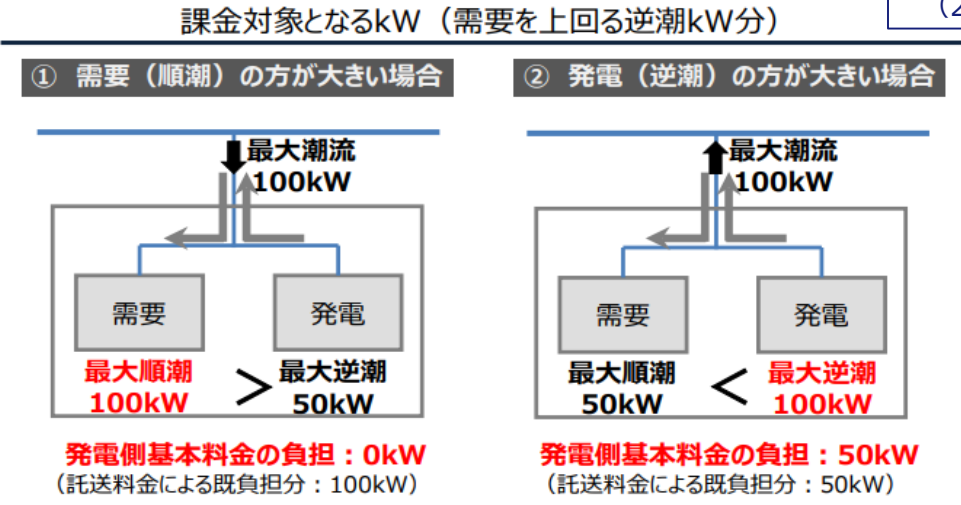 課金対象となるkW（需要を上回る逆潮kW分）
① 需要（順潮）の方が大きい場合
最大潮流
100kW
需要
発電
最大順潮
100kW
＞
最大逆潮
50kW
発電側基本料金の負担：0kW
（託送料金による既負担分：100kW）
② 発電（逆潮）の方が大きい場合
最大潮流
100kW
需要
発電
最大順潮
50kW
＜
最大逆潮
100kW
発電側基本料金の負担：50kW
（託送料金による既負担分：50kW）